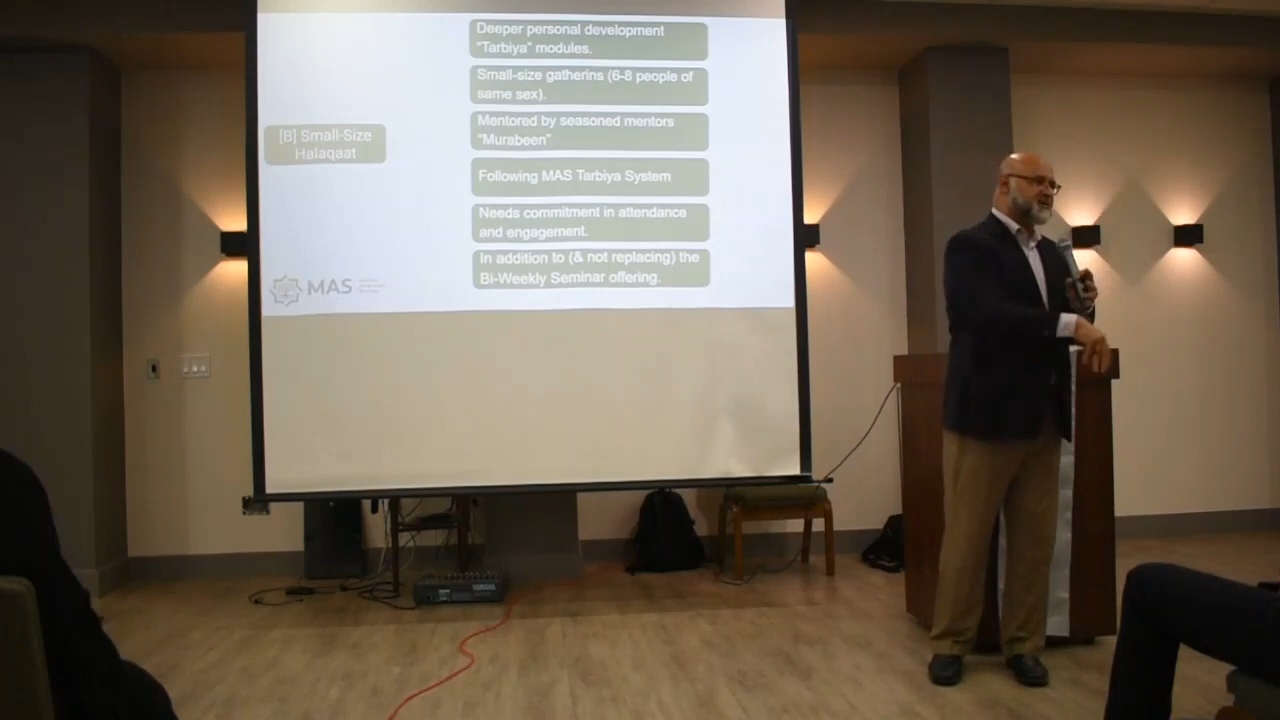 Deeper personal development
"Tarbiya" modules.
Small-size gatherins (6-8 people of
same sex).
[B] Small-Size
Halaqaat
Mentored by seasoned mentors
"Murabeen"
Following MAS Tarbiya System
Needs commitment in attendance
and engagement.
In addition to (& not replacing) the
Bi-Weekly Seminar offering.
MAS